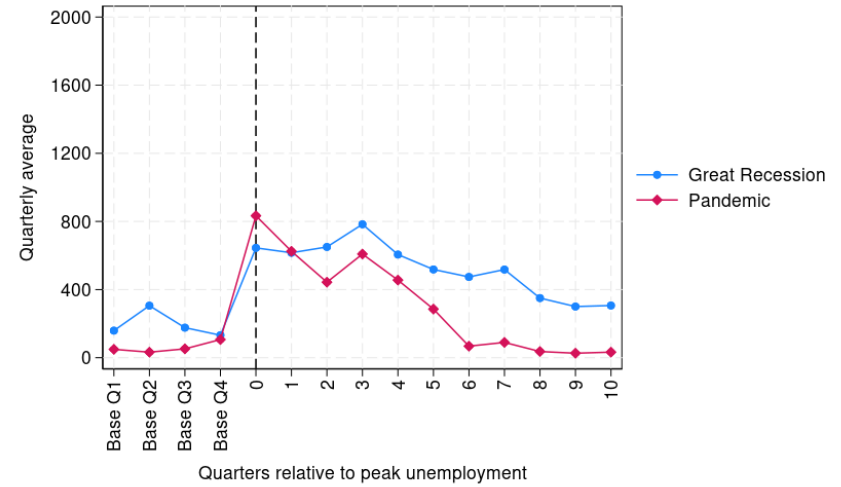 2000
1600
1200
800
400
0
Quarterly average
Base Q1
Base Q2
Base Q3
Base Q4
0
1
2
3
4
5
6
7
8
9
10
Quarters relative to peak unemployment
Great Recession
Pandemic